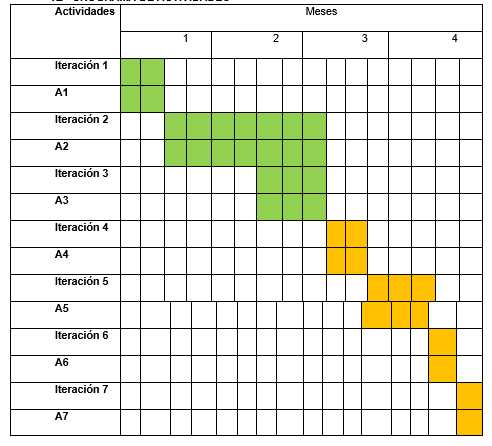 Actividades Meses
1 2 3 4
Iteración 1
A1
Iteración 2
A2
Iteración 3
A3
Iteración 4
A4
Iteración 5
A5
Iteración 6
A6
Iteración 7
A7